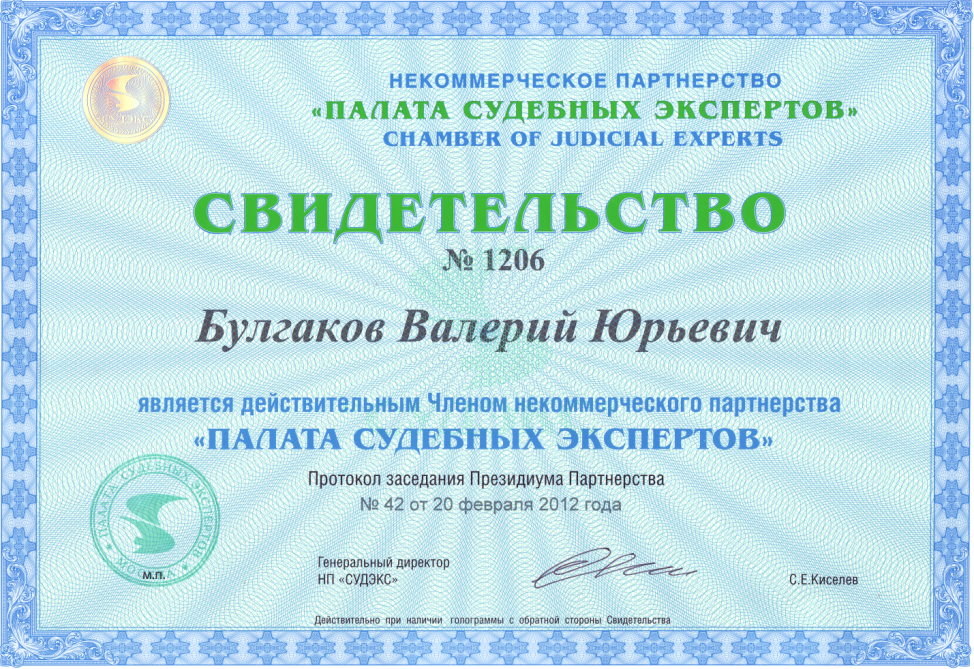 НЕКОММЕРЧЕСКОЕ ПАРТНЕРСТВО
«ПАЛАТА СУДЕБНЫХ ЭКСПЕРТОВ»
CHAMBER OF JUDICIAL EXPERTS
СВИДЕТЕЛЬСТВО
№ 1206
Булгаков Валерий Юрьевич
является действительным Членом некоммерческого партнерства
«ПАЛАТА СУДЕБНЫХ ЭКСПЕРТОВ»
Протокол заседания Президиума Партнерства
№ 42 от 20 февраля 2012 года
ПАЛАТА СУДЕБНЫХ ЭКСПЕРТОВ
МОСКВА
М.П.
Генеральный директор
НП «СУДЭКС»
С.Е.Киселев
Действительно при наличии голограммы с обратной стороны Свидетельства